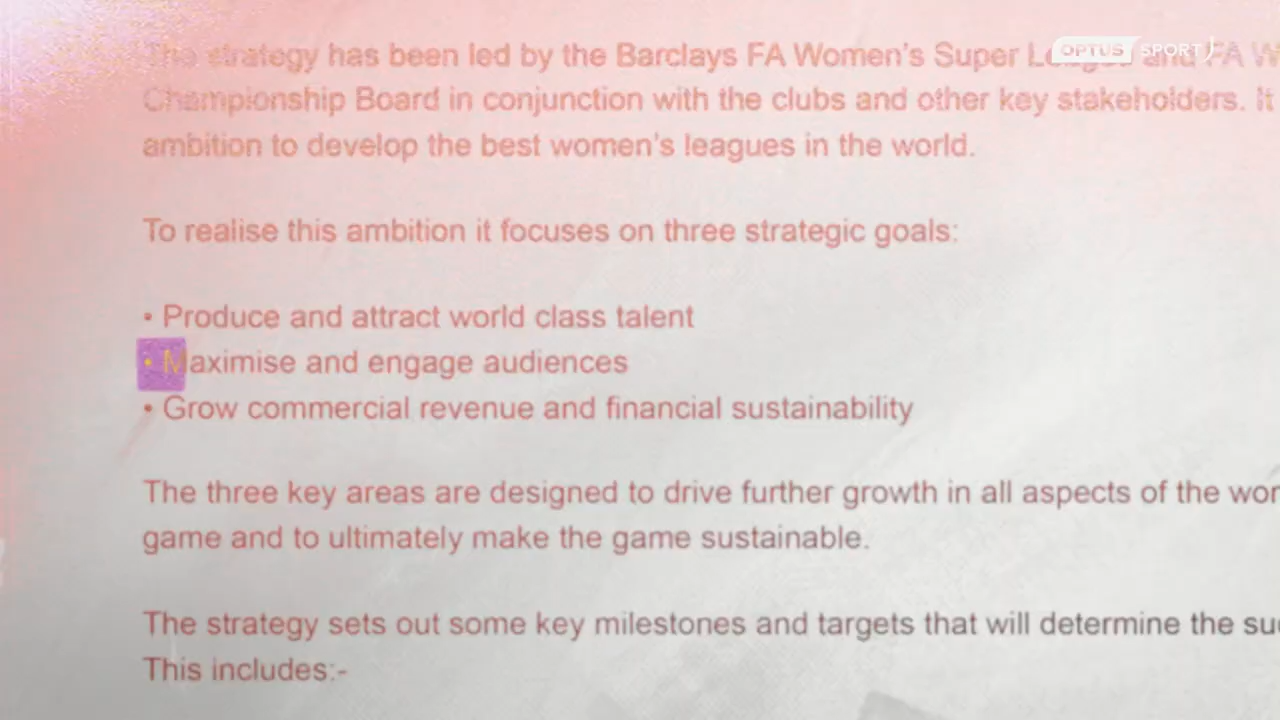 OPTUS SPORT
The strategy has been led by the Barclays FA Women's Super League and FA W
Championship Board in conjunction with the clubs and other key stakeholders. It
ambition to develop the best women's leagues in the world.
To realise this ambition it focuses on three strategic goals:
• Produce and attract world class talent
• Maximise and engage audiences
• Grow commercial revenue and financial sustainability
The three key areas are designed to drive further growth in all aspects of the wor
game and to ultimately make the game sustainable.
The strategy sets out some key milestones and targets that will determine the su
This includes:-